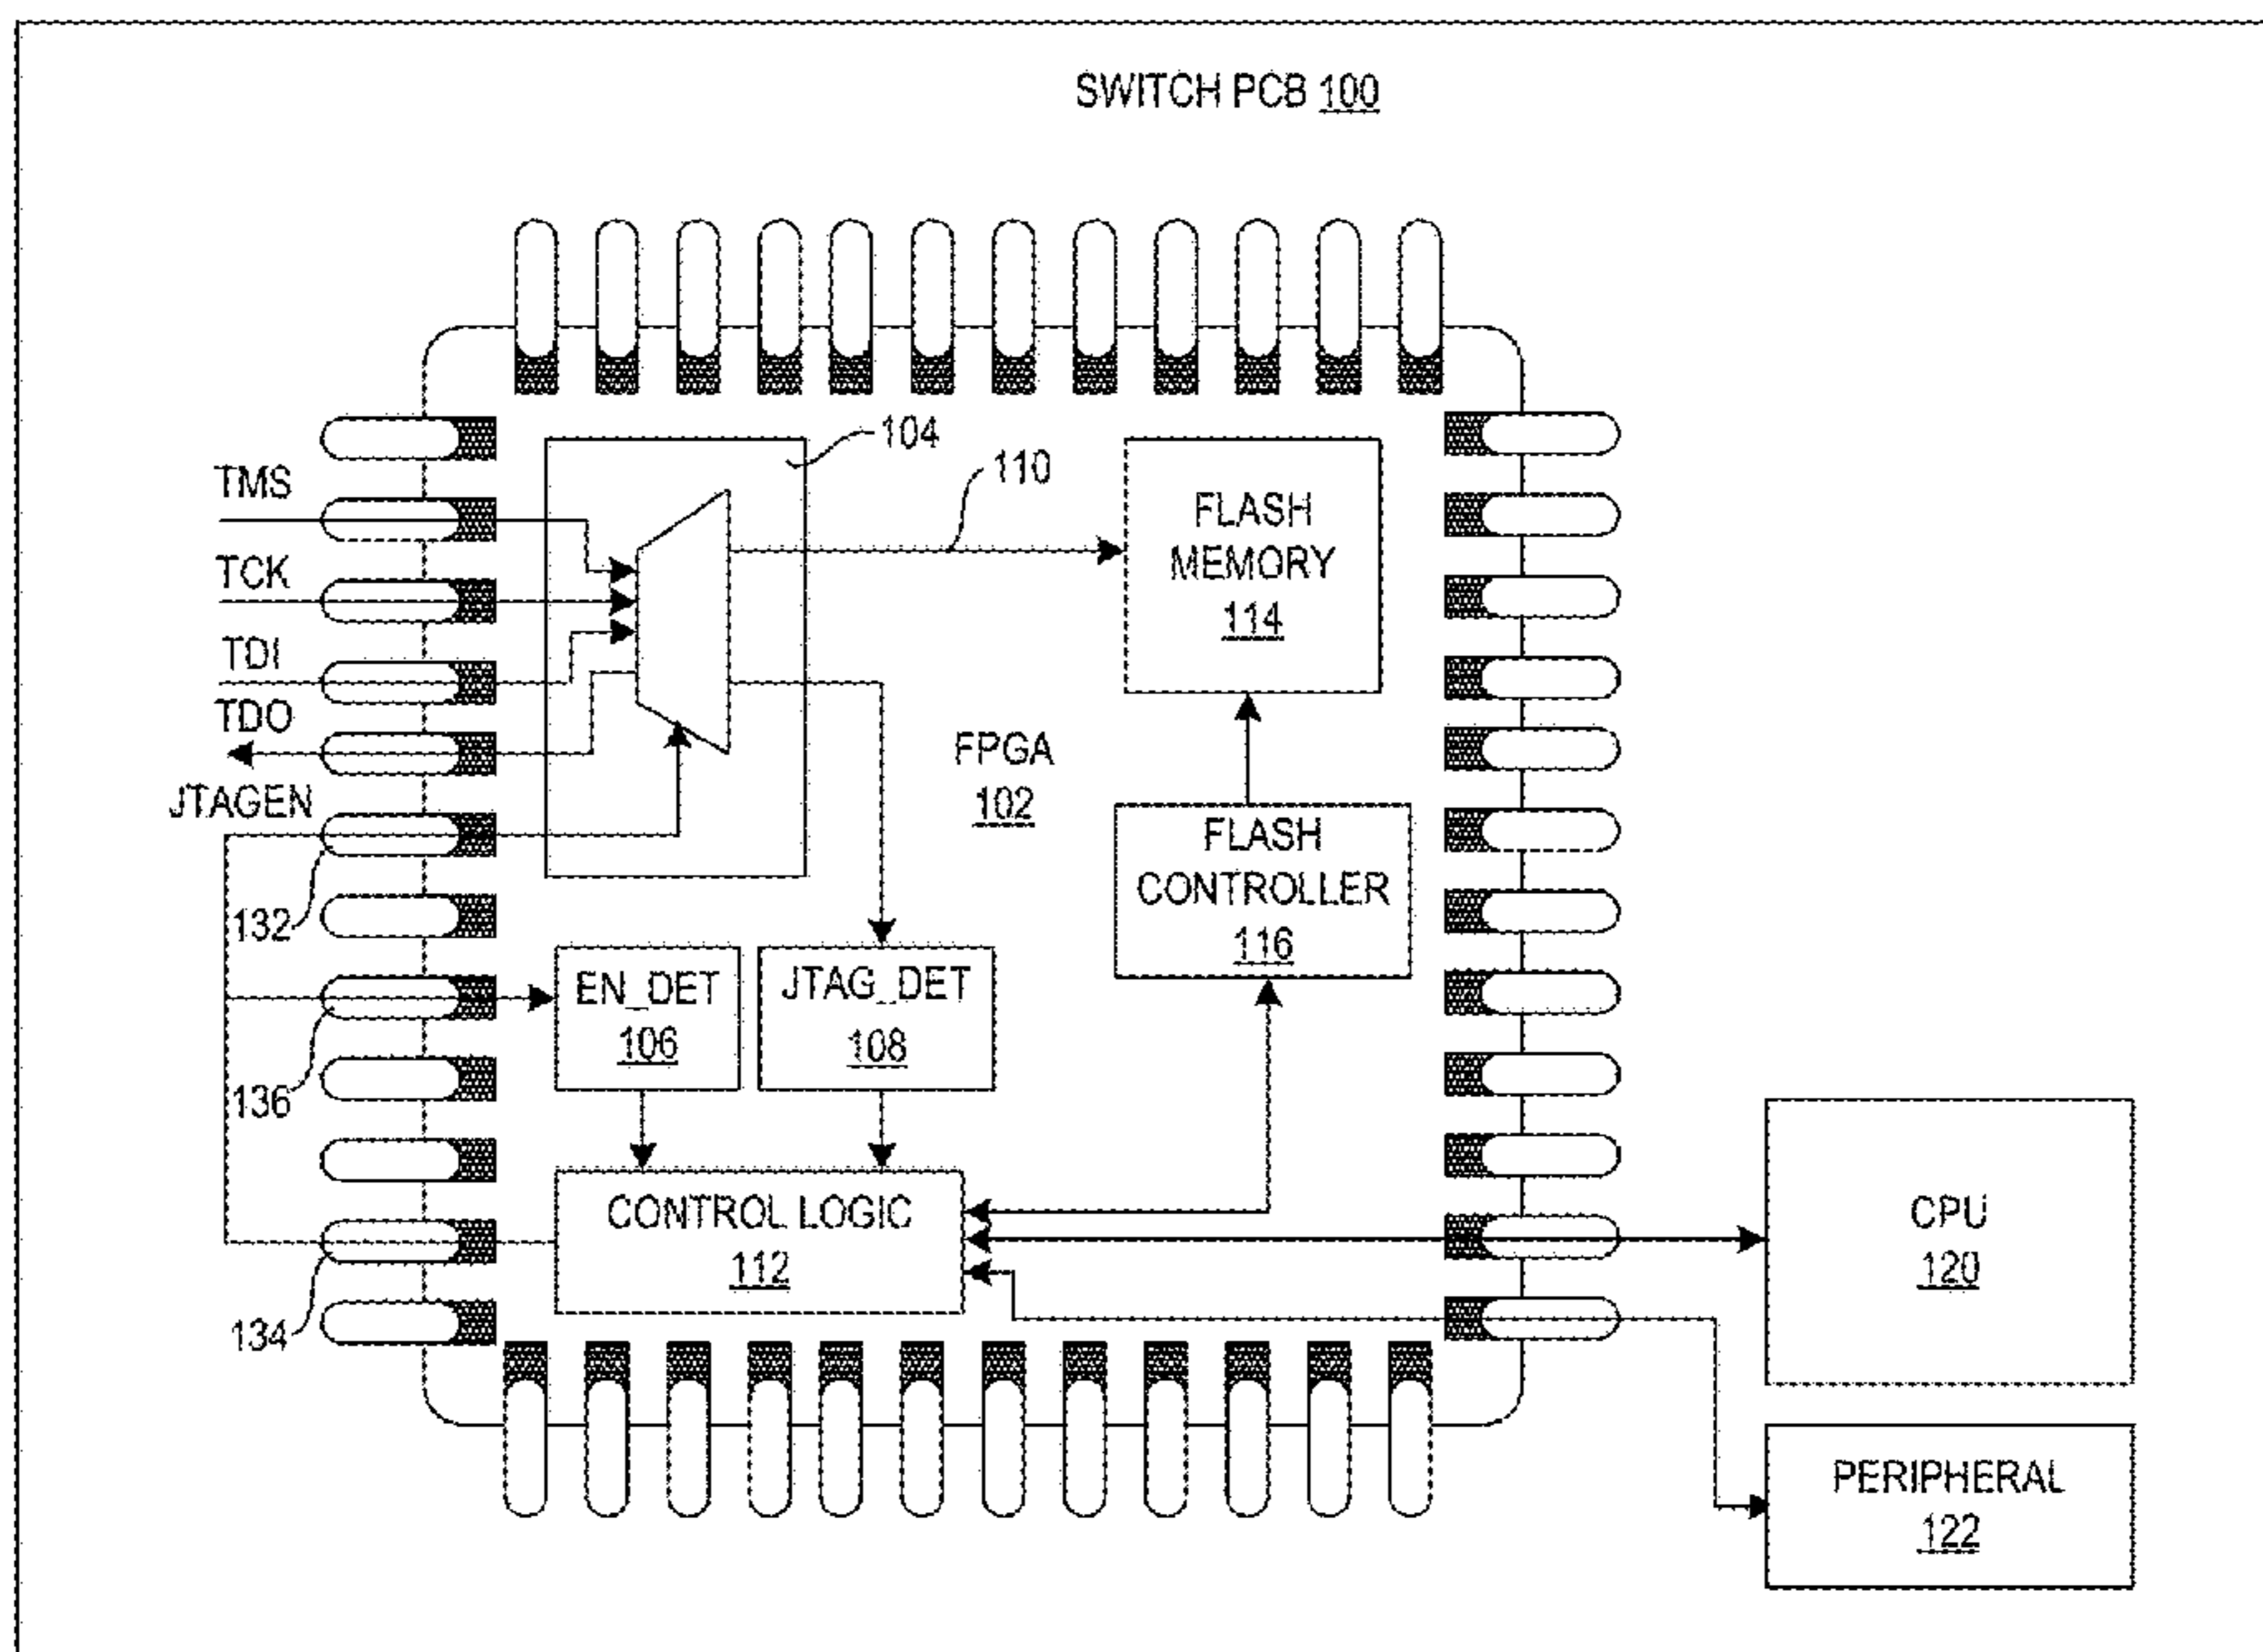 SWITCH PCB 100
104
110
TMS
FLASH
MEMORY
114
TCK
TDI
TDO
FPGA
102
JTAGEN
FLASH
CONTROLLER
116
132
EN_DET
106
JTAG_DET
108
136
CONTROL LOGIC
112
CPU
120
134
PERIPHERAL
122